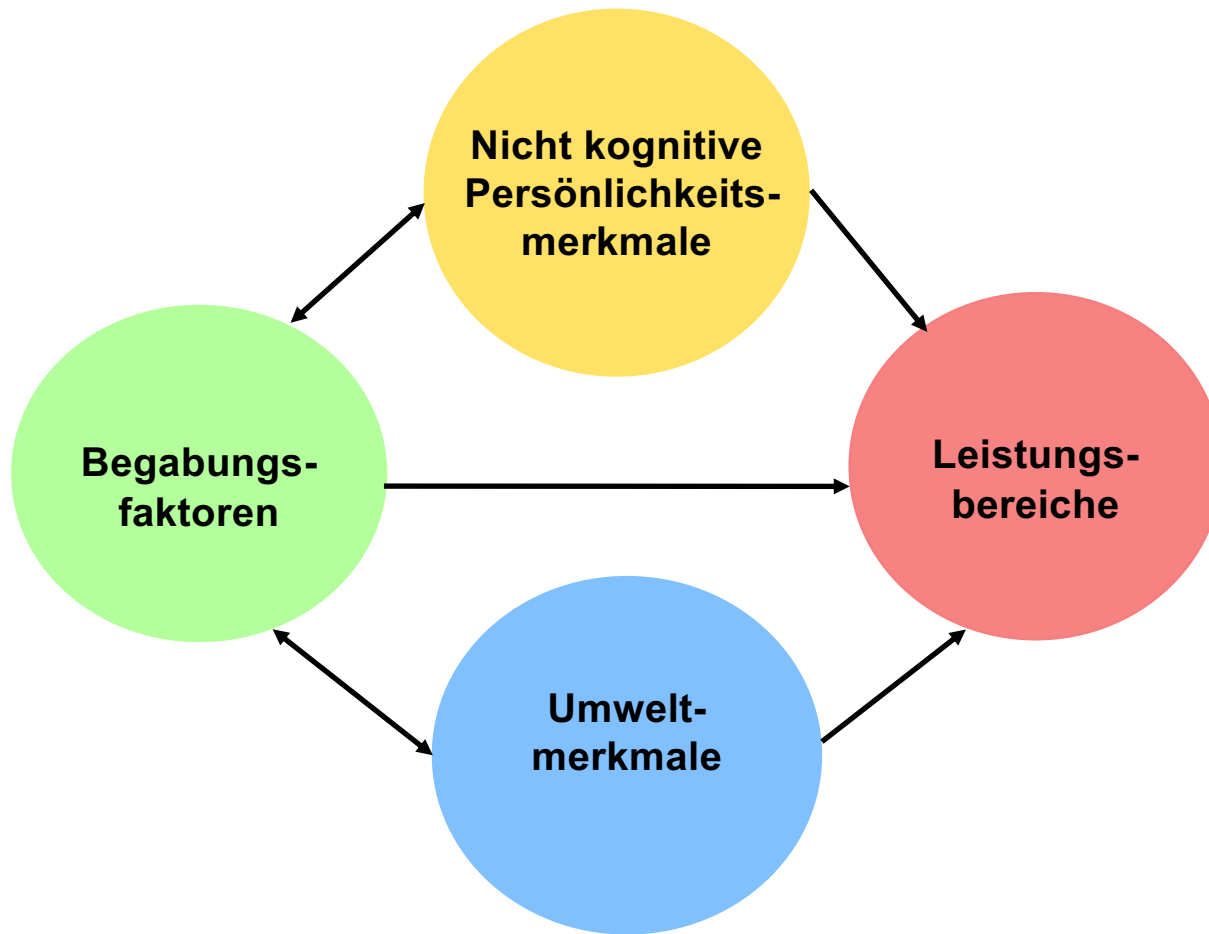 Nicht kognitive
Persönlichkeits-
merkmale
Begabungs-
faktoren
Leistungs-
bereiche
Umwelt-
merkmale